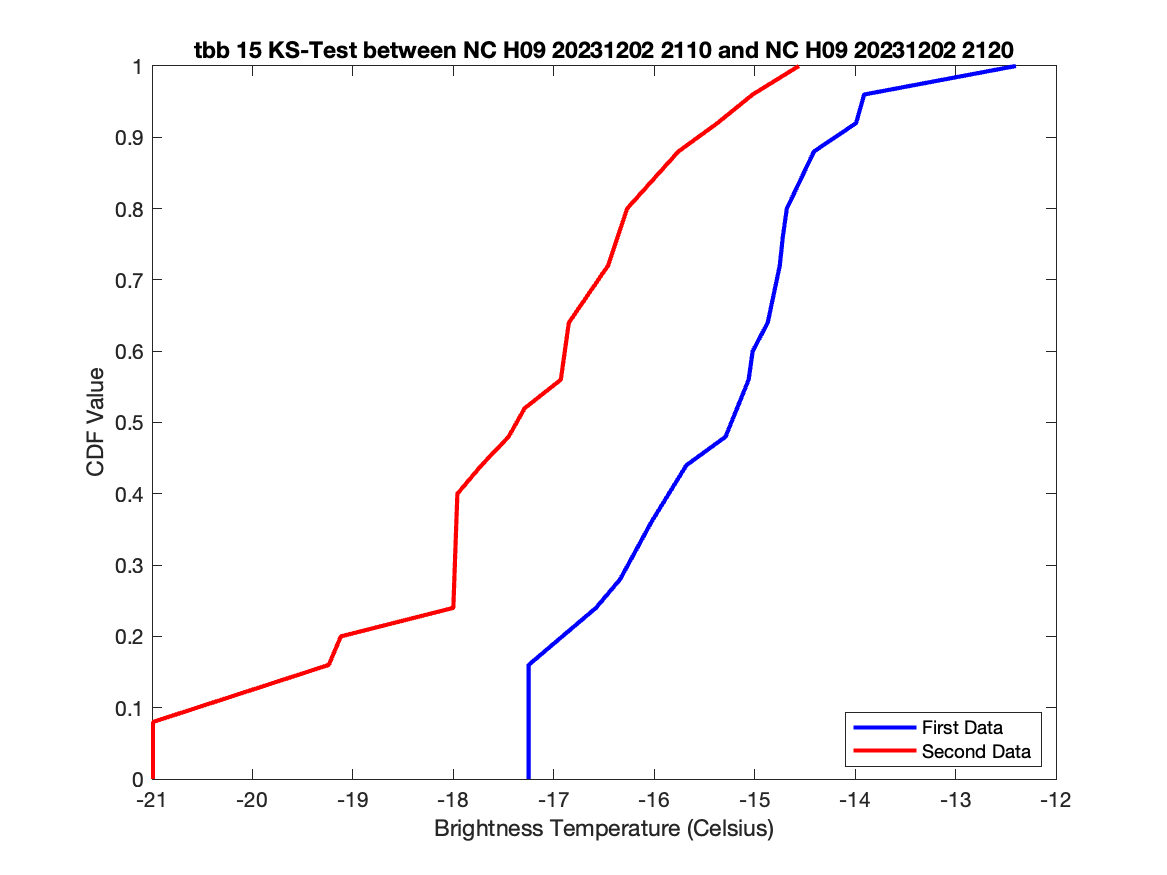 tbb 15 KS-Test between NC H09 20231202 2110 and NC H09 20231202 2120
1
0.9
0.8
0.7
0.6
0.5
0.4
0.3
0.2
0.1
0
CDF Value
First Data
Second Data
-21 -20 -19 -18 -17 -16 -15 -14 -13 -12
Brightness Temperature (Celsius)